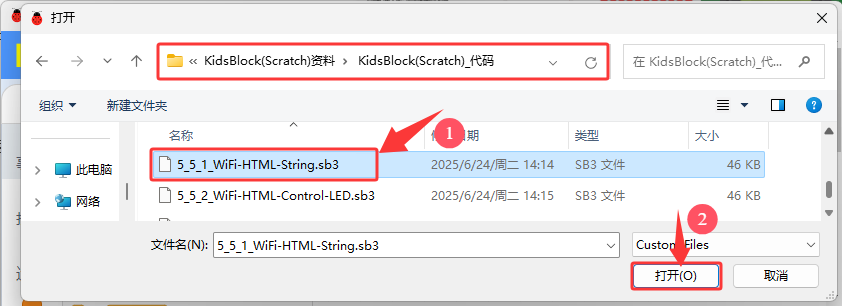 打开
« KidsBlock(Scratch)资料 › KidsBlock(Scratch)_代码
在 KidsBlock(Scratch)_代...
组织
新建文件夹
名称 日期 类型 大小
1
此电脑
5_5_1_WiFi-HTML-String.sb3 2025/6/24/周二 14:14 SB3 文件 46 KB
网络
5_5_2_WiFi-HTML-Control-LED.sb3 2025/6/24/周二 14:15 SB3 文件 46 KB
2
文件名(N): 5_5_1_WiFi-HTML-String.sb3 Custom Files
打开(O) 取消